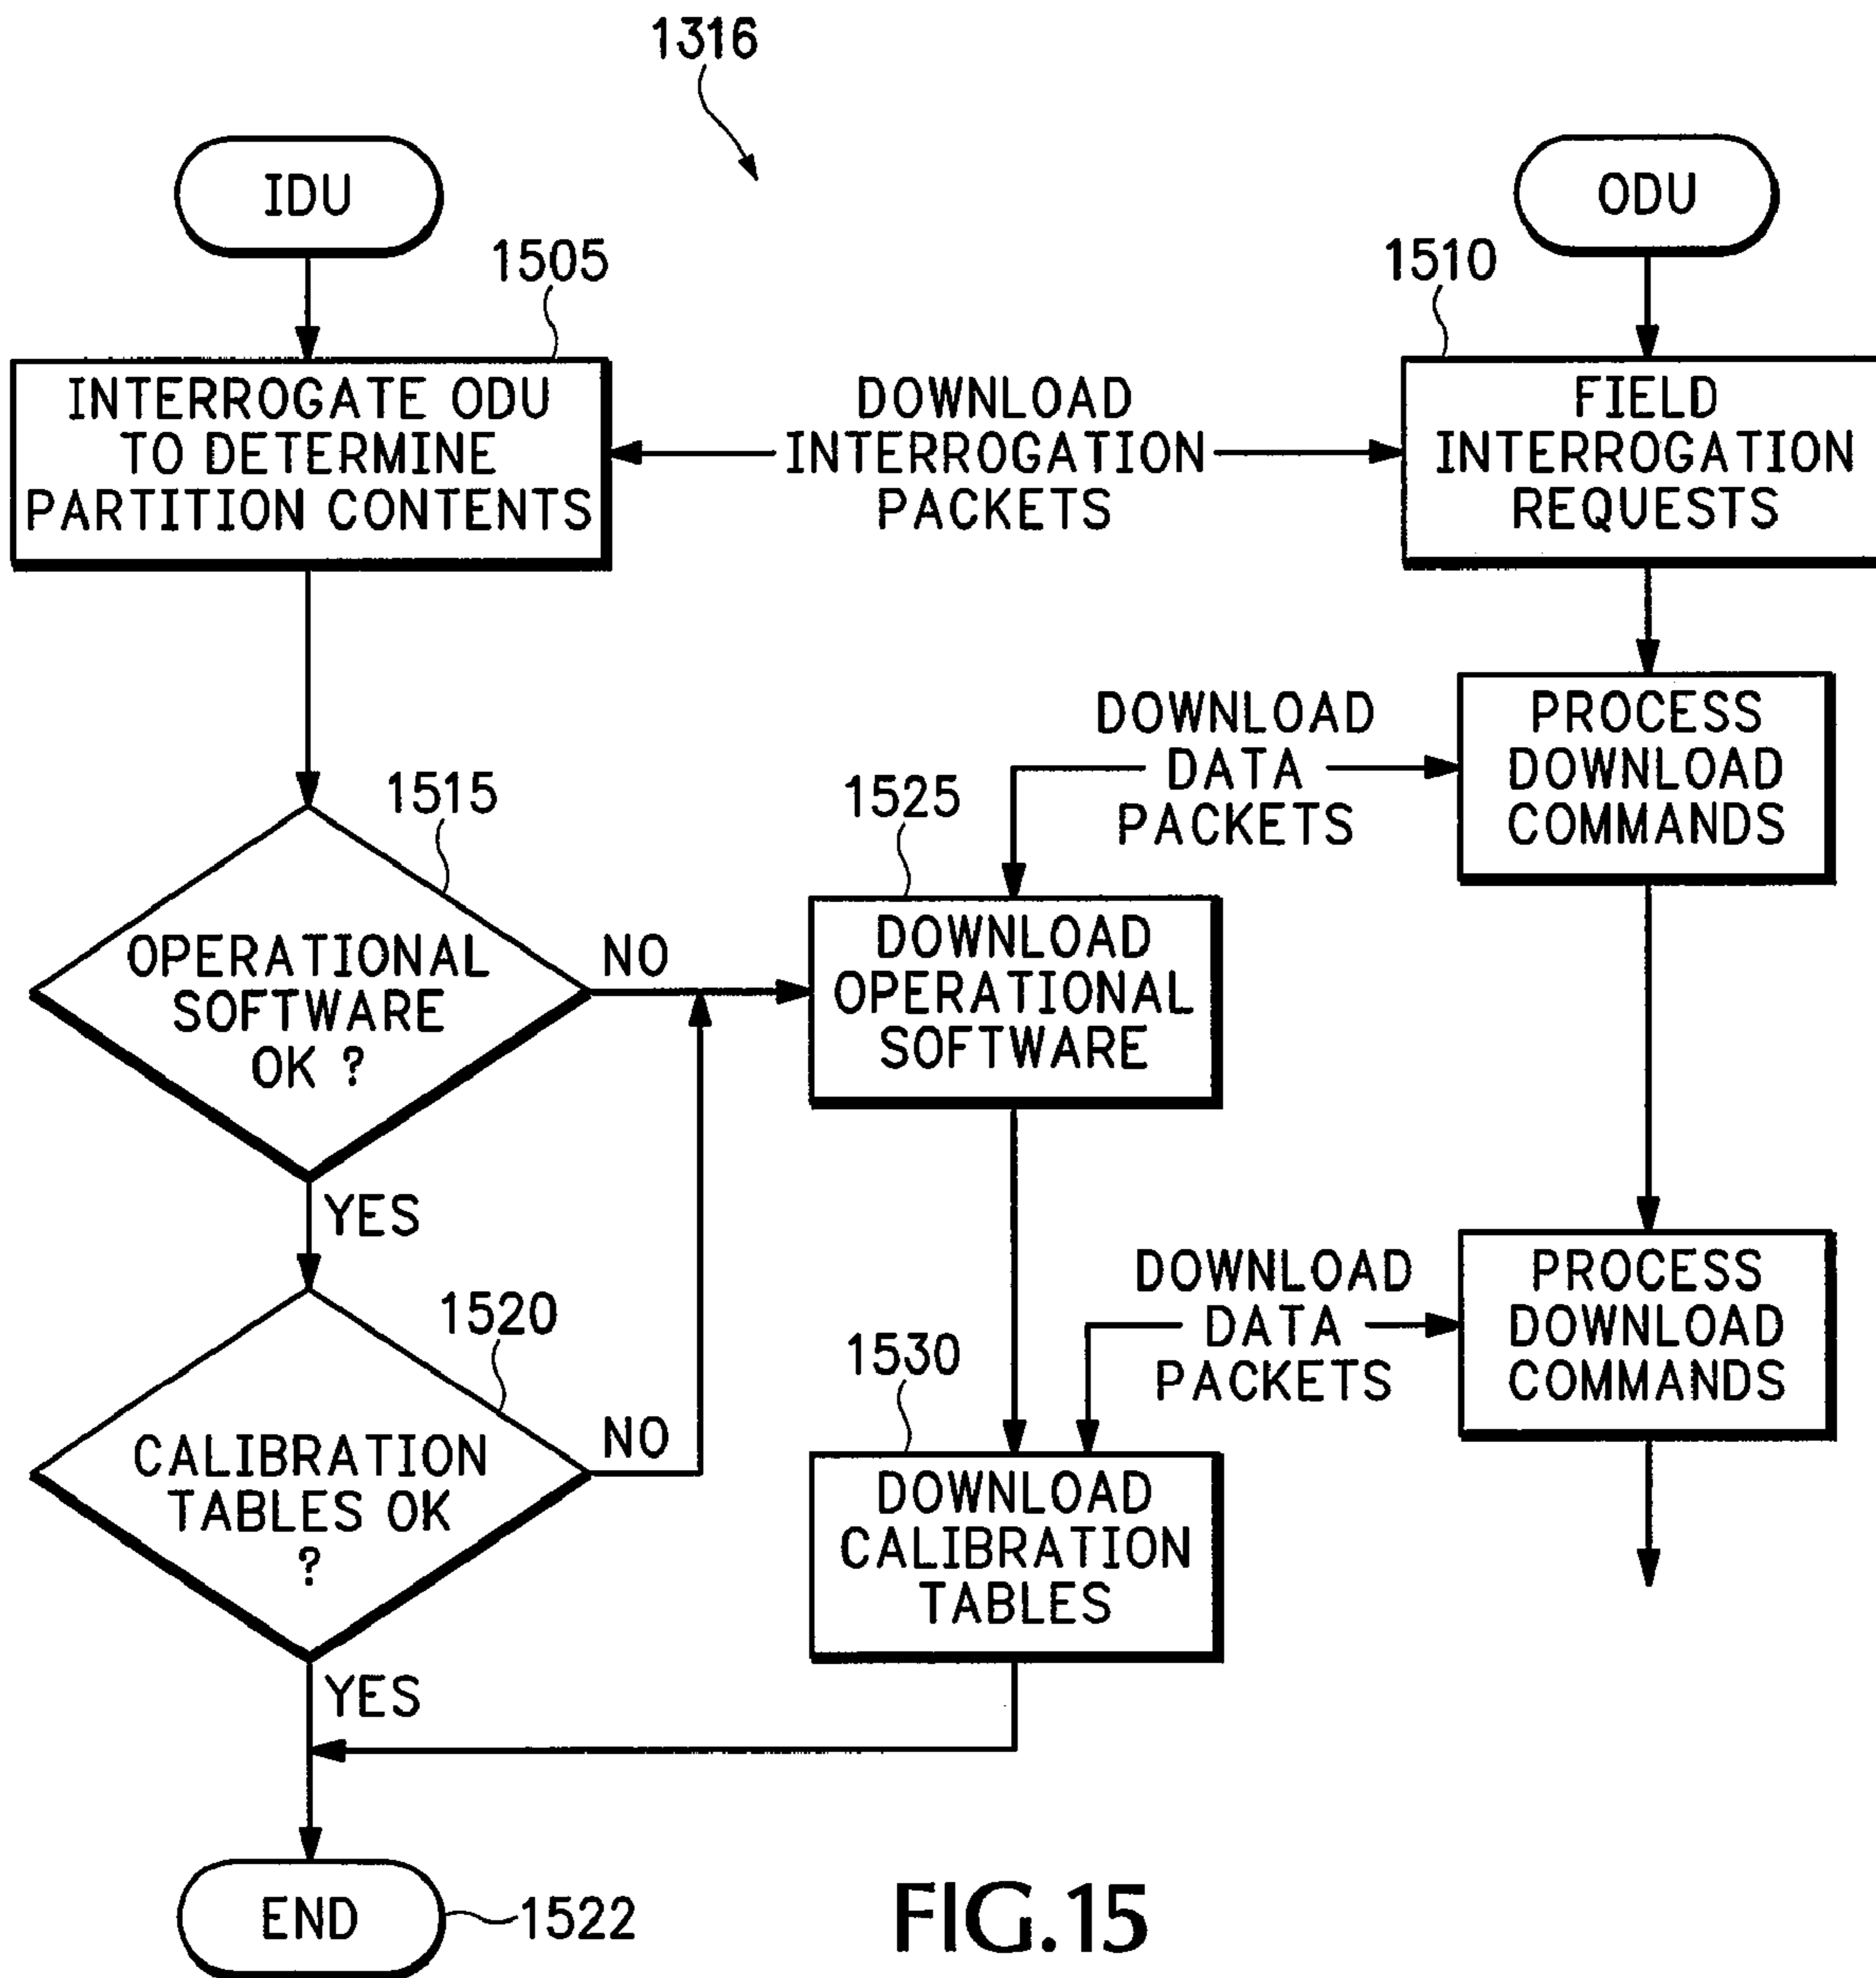 1316
IDU
ODU
1505
1510
INTERROGATE ODU
TO DETERMINE
PARTITION CONTENTS
DOWNLOAD
INTERROGATION
PACKETS
FIELD
INTERROGATION
REQUESTS
DOWNLOAD
DATA
PACKETS
PROCESS
DOWNLOAD
COMMANDS
1515
1525
OPERATIONAL
SOFTWARE
OK ?
NO
DOWNLOAD
OPERATIONAL
SOFTWARE
YES
1520
1530
DOWNLOAD
DATA
PACKETS
PROCESS
DOWNLOAD
COMMANDS
CALIBRATION
TABLES OK
?
NO
DOWNLOAD
CALIBRATION
TABLES
YES
END
1522
FIG.15